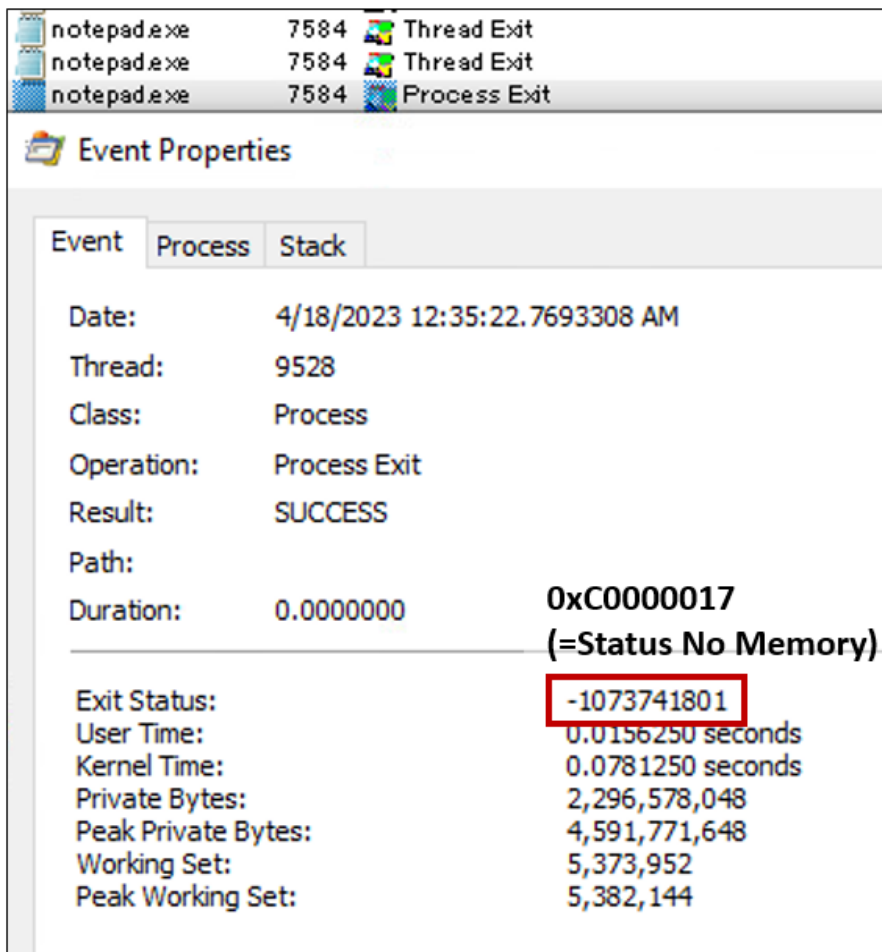 notepad.exe 7584 Thread Exit
notepad.exe 7584 Thread Exit
notepad.exe 7584 Process Exit
Event Properties
Event Process Stack
Date: 4/18/2023 12:35:22.7693308 AM
Thread: 9528
Class: Process
Operation: Process Exit
Result: SUCCESS
Path:
Duration: 0.0000000
0xC0000017
(=Status No Memory)
Exit Status: -1073741801
User Time: 0.0156250 seconds
Kernel Time: 0.0781250 seconds
Private Bytes: 2,296,578,048
Peak Private Bytes: 4,591,771,648
Working Set: 5,373,952
Peak Working Set: 5,382,144